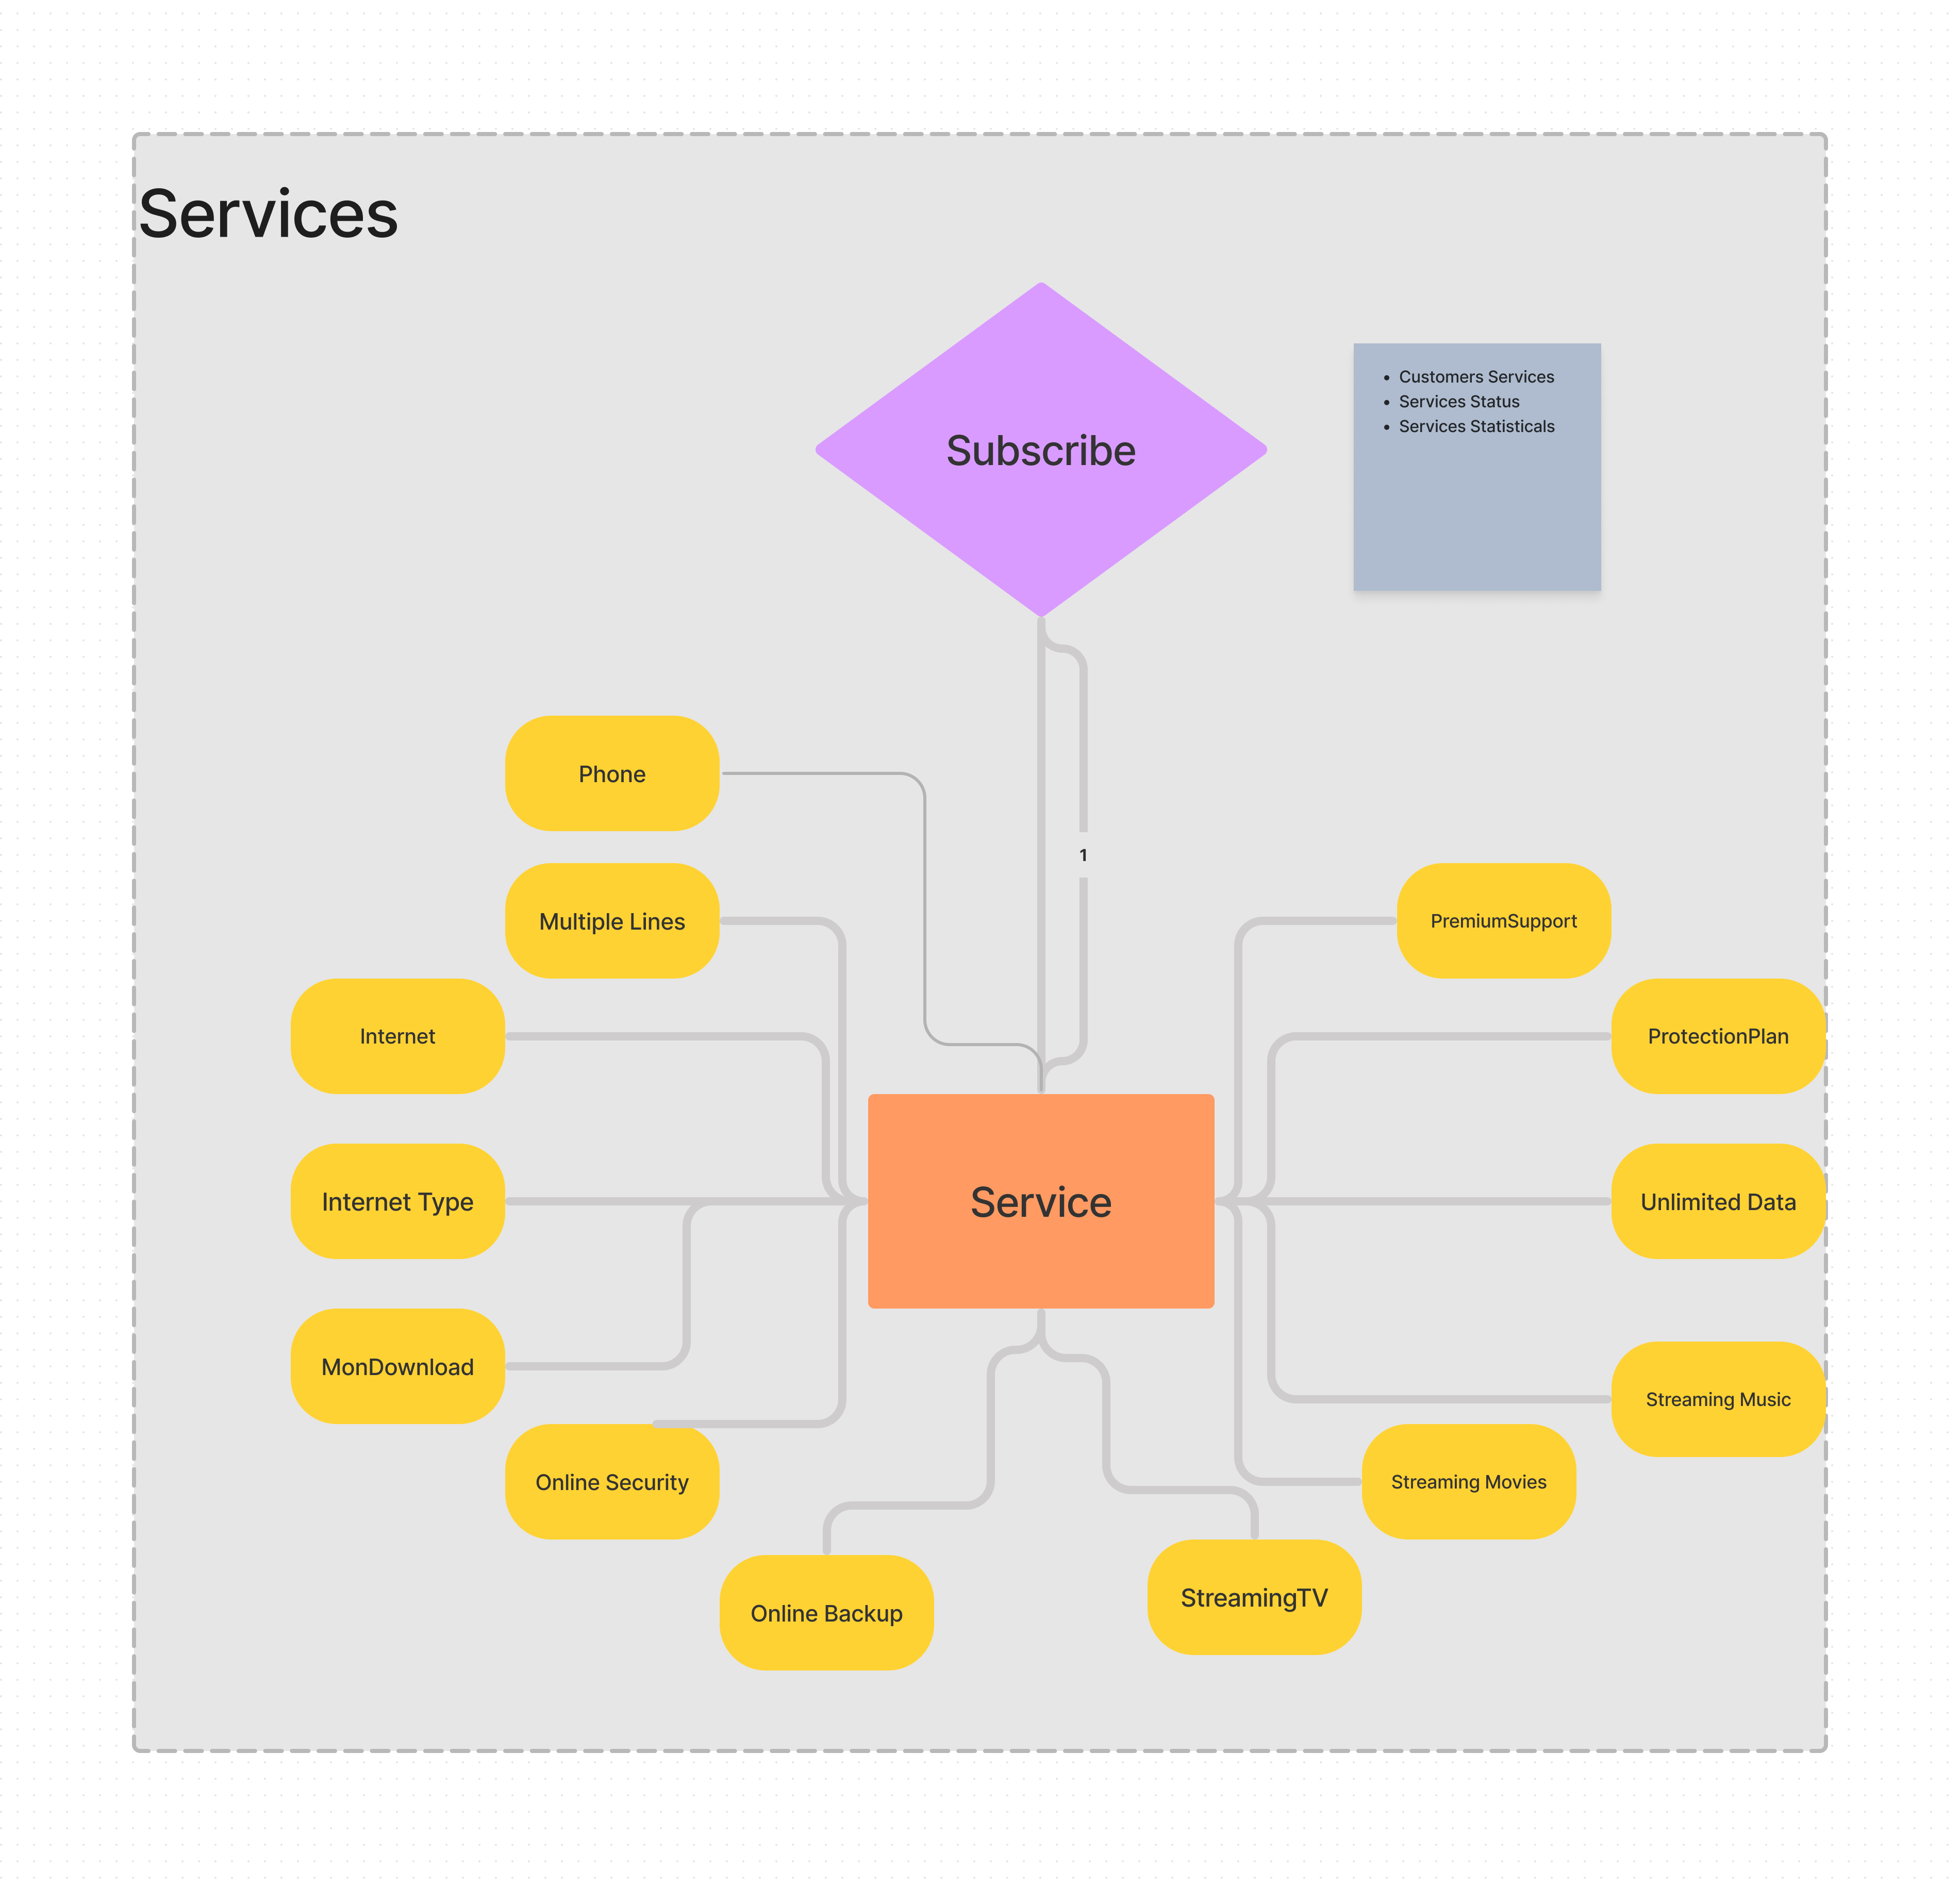 Services
Subscribe
Customers Services
Services Status
Services Statisticals
Phone
1
Multiple Lines
PremiumSupport
Internet
ProtectionPlan
Internet Type
Service
Unlimited Data
MonDownload
Streaming Music
Online Security
Streaming Movies
Online Backup
StreamingTV